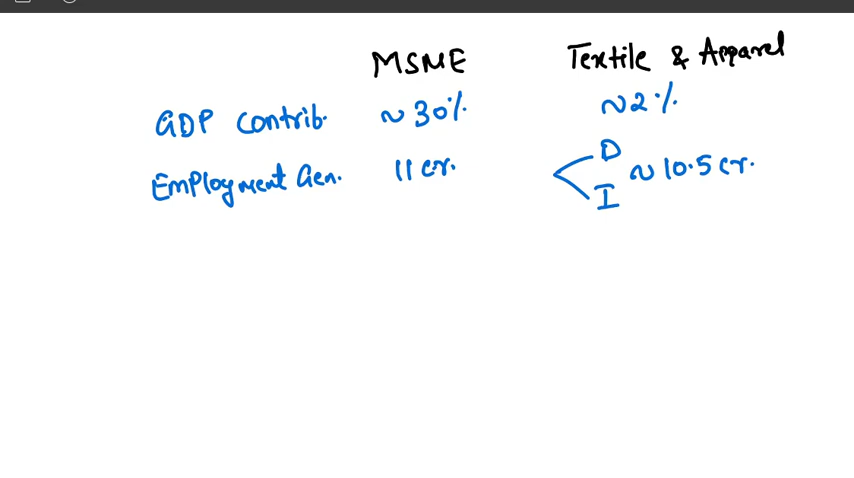 MSME Textile & Apparel
GDP Contrib. ~ 30% ~2%
Employment Gen. 11 cr. D I ~ 10.5 cr.